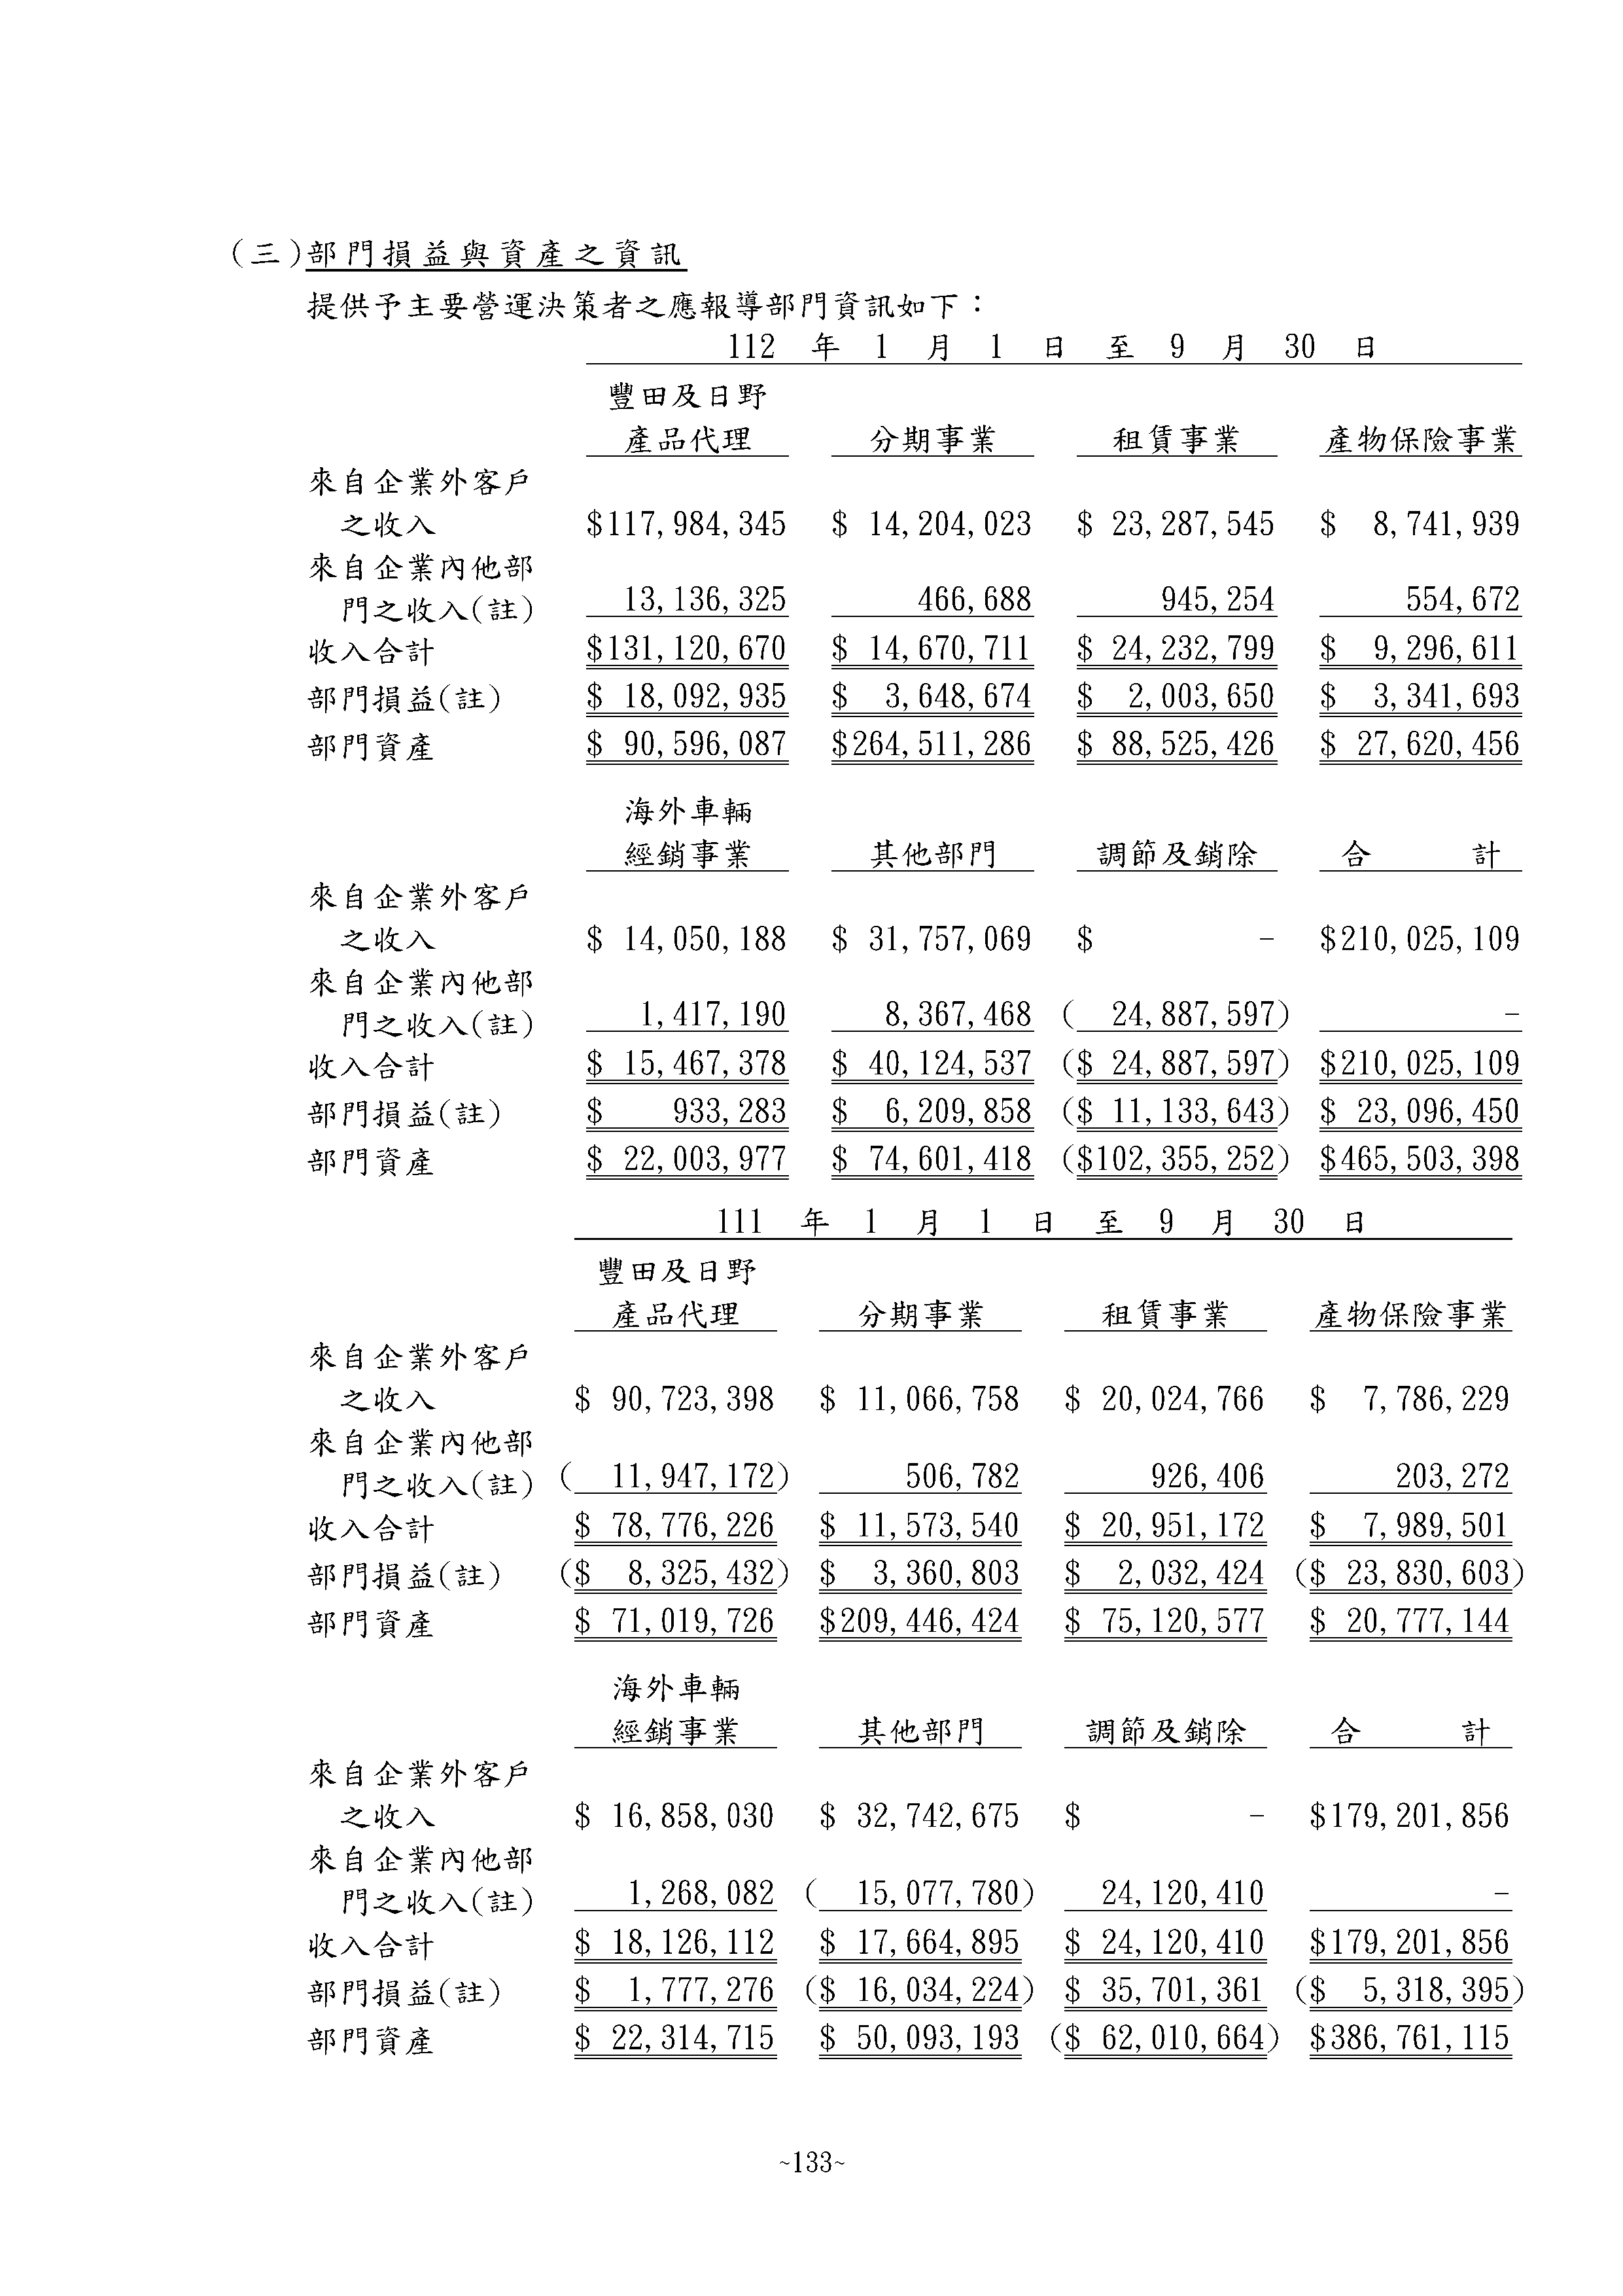 (三)部門損益與資產之資訊
提供予主要營運決策者之應報導部門資訊如下：
112 年 1 月 1 日 至 9 月 30 日
豐田及日野
產品代理 分期事業 租賃事業 產物保險事業
來自企業外客戶
之收入 $117,984,345 $ 14,204,023 $ 23,287,545 $ 8,741,939
來自企業內他部
門之收入(註) 13,136,325 466,688 945,254 554,672
收入合計 $131,120,670 $ 14,670,711 $ 24,232,799 $ 9,296,611
部門損益(註) $ 18,092,935 $ 3,648,674 $ 2,003,650 $ 3,341,693
部門資產 $ 90,596,087 $264,511,286 $ 88,525,426 $ 27,620,456
海外車輛
經銷事業 其他部門 調節及銷除 合 計
來自企業外客戶
之收入 $ 14,050,188 $ 31,757,069 $ - $210,025,109
來自企業內他部
門之收入(註) 1,417,190 8,367,468 ( 24,887,597) -
收入合計 $ 15,467,378 $ 40,124,537 ($ 24,887,597) $210,025,109
部門損益(註) $ 933,283 $ 6,209,858 ($ 11,133,643) $ 23,096,450
部門資產 $ 22,003,977 $ 74,601,418 ($102,355,252) $465,503,398
111 年 1 月 1 日 至 9 月 30 日
豐田及日野
產品代理 分期事業 租賃事業 產物保險事業
來自企業外客戶
之收入 $ 90,723,398 $ 11,066,758 $ 20,024,766 $ 7,786,229
來自企業內他部
門之收入(註) ( 11,947,172) 506,782 926,406 203,272
收入合計 $ 78,776,226 $ 11,573,540 $ 20,951,172 $ 7,989,501
部門損益(註) ($ 8,325,432) $ 3,360,803 $ 2,032,424 ($ 23,830,603)
部門資產 $ 71,019,726 $209,446,424 $ 75,120,577 $ 20,777,144
海外車輛
經銷事業 其他部門 調節及銷除 合 計
來自企業外客戶
之收入 $ 16,858,030 $ 32,742,675 $ - $179,201,856
來自企業內他部
門之收入(註) 1,268,082 ( 15,077,780) 24,120,410 -
收入合計 $ 18,126,112 $ 17,664,895 $ 24,120,410 $179,201,856
部門損益(註) $ 1,777,276 ($ 16,034,224) $ 35,701,361 ($ 5,318,395)
部門資產 $ 22,314,715 $ 50,093,193 ($ 62,010,664) $386,761,115
~133~